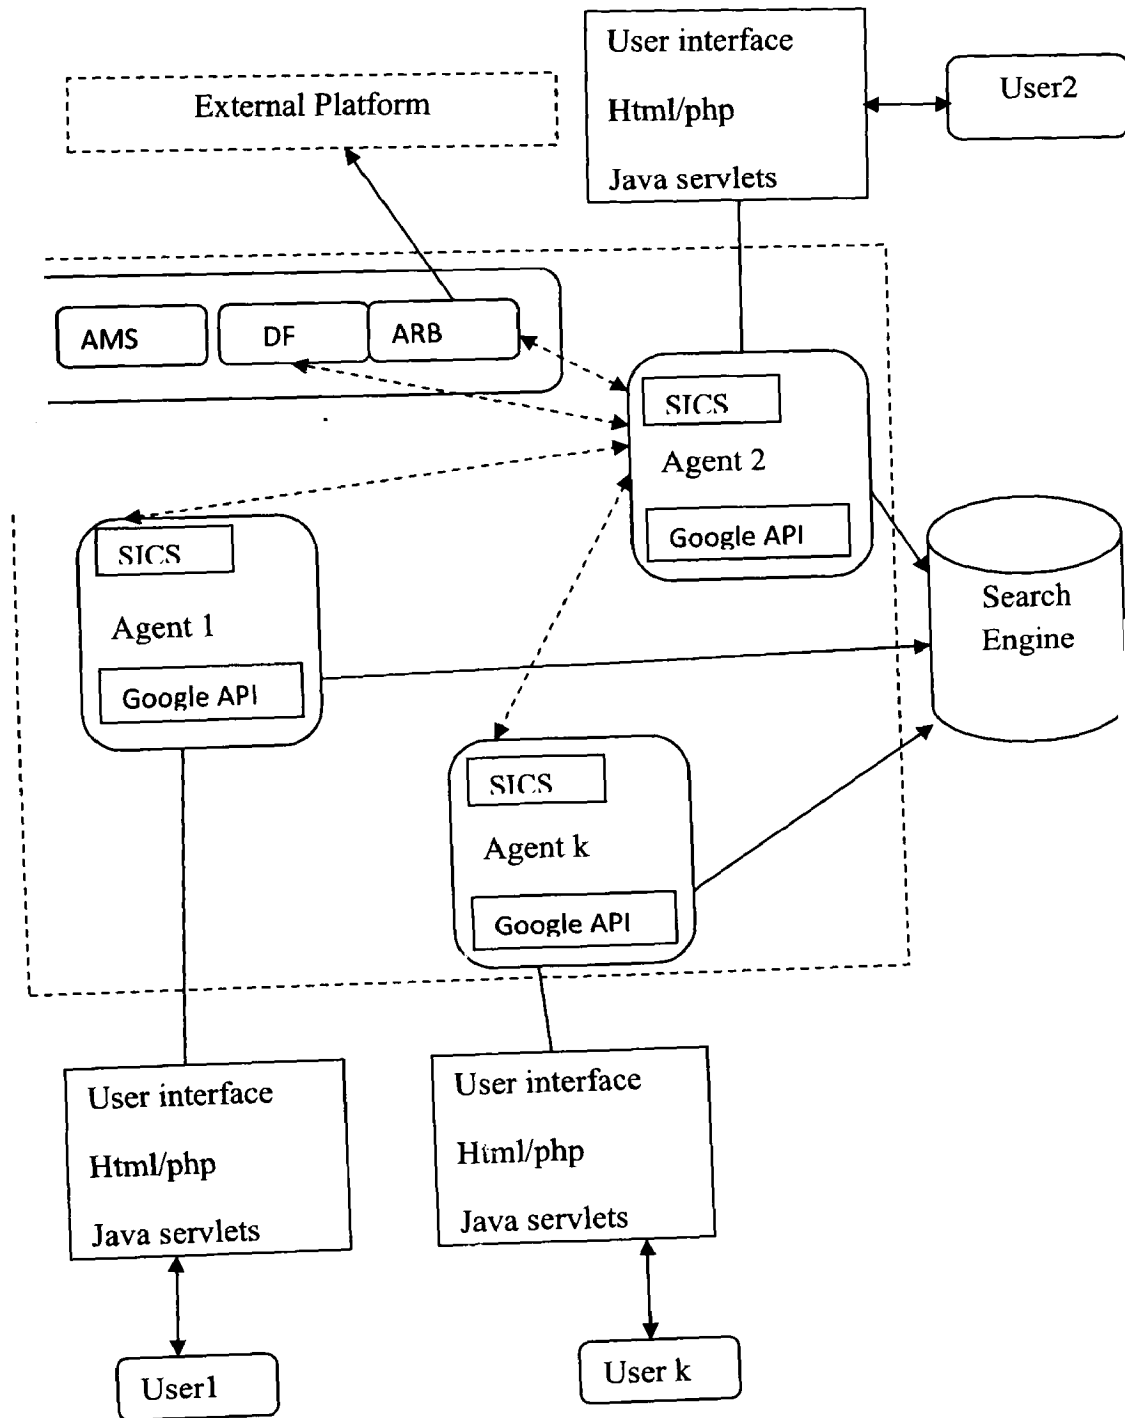 User interface
Html/php
Java servlets
User2
External Platform
AMS
DF
ARB
SICS
Agent 2
Google API
SICS
Agent 1
Google API
Search
Engine
SICS
Agent k
Google API
User interface
Html/php
Java servlets
User interface
Html/php
Java servlets
User1
User k